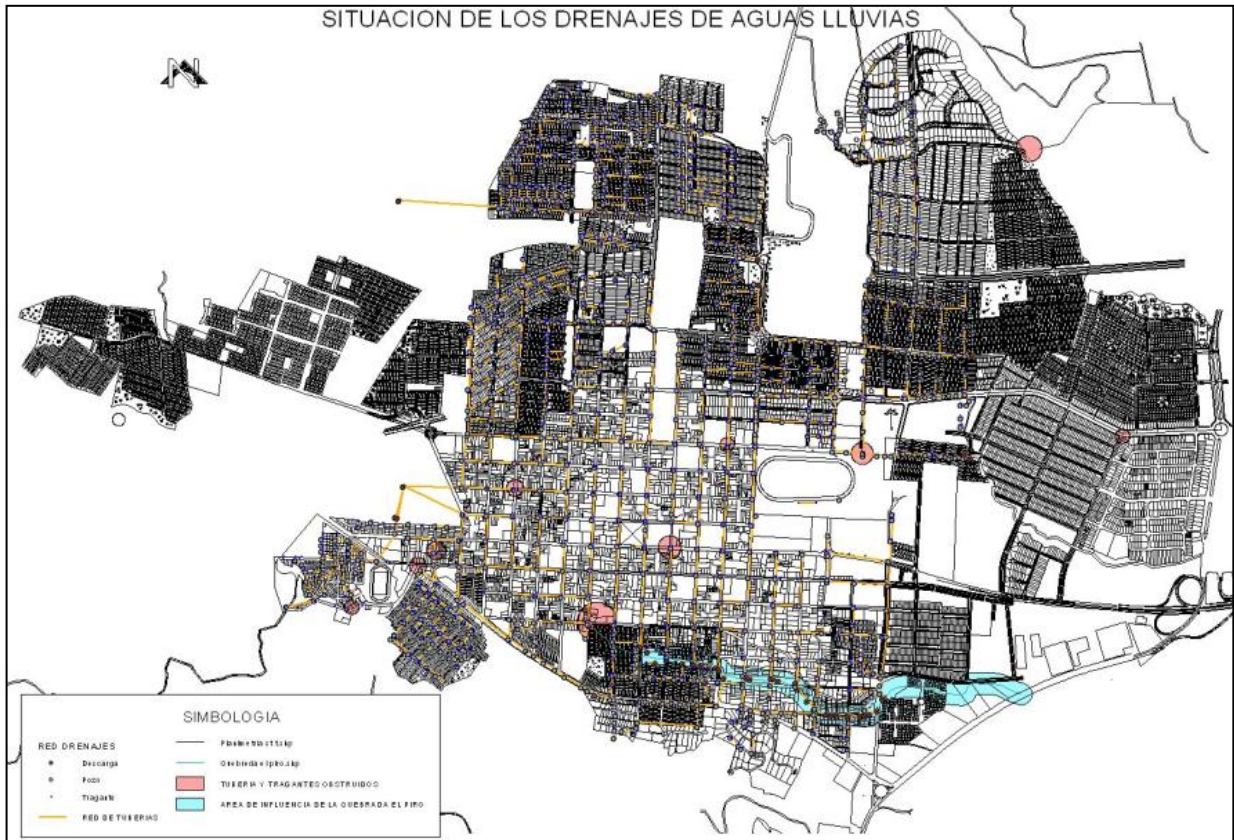 SITUACION DE LOS DRENAJES DE AGUAS LLUVIAS
N
SIMBOLOGIA
RED DRENAJES
Descarga
Pozo
Tragante
RED DE TUBERIAS
TUBERIA Y TRAGANTES OBSTRUIDOS
AREA DE INFLUENCIA DE LA QUEBRADA EL PIRO